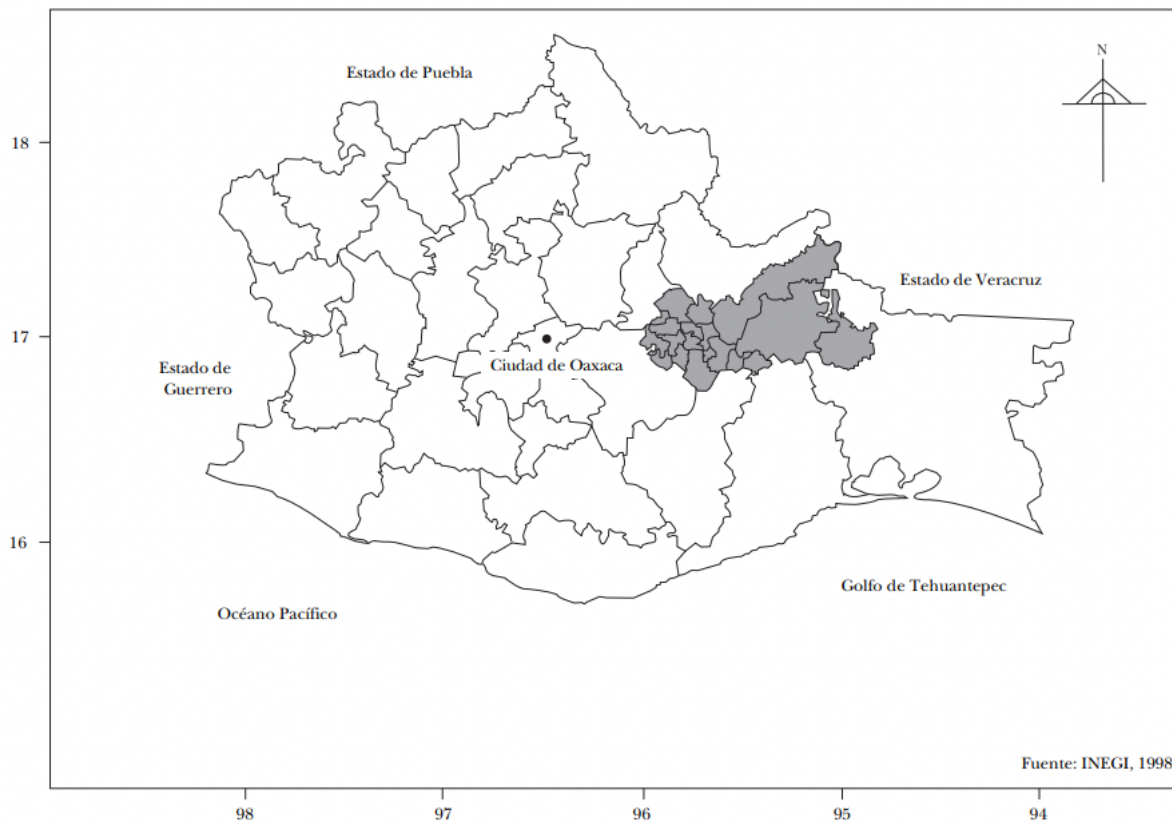 N
Estado de Puebla
18
Estado de Veracruz
17
Ciudad de Oaxaca
Estado de
Guerrero
16
Golfo de Tehuantepec
Océano Pacífico
Fuente: INEGI, 1998
98
97
96
95
94